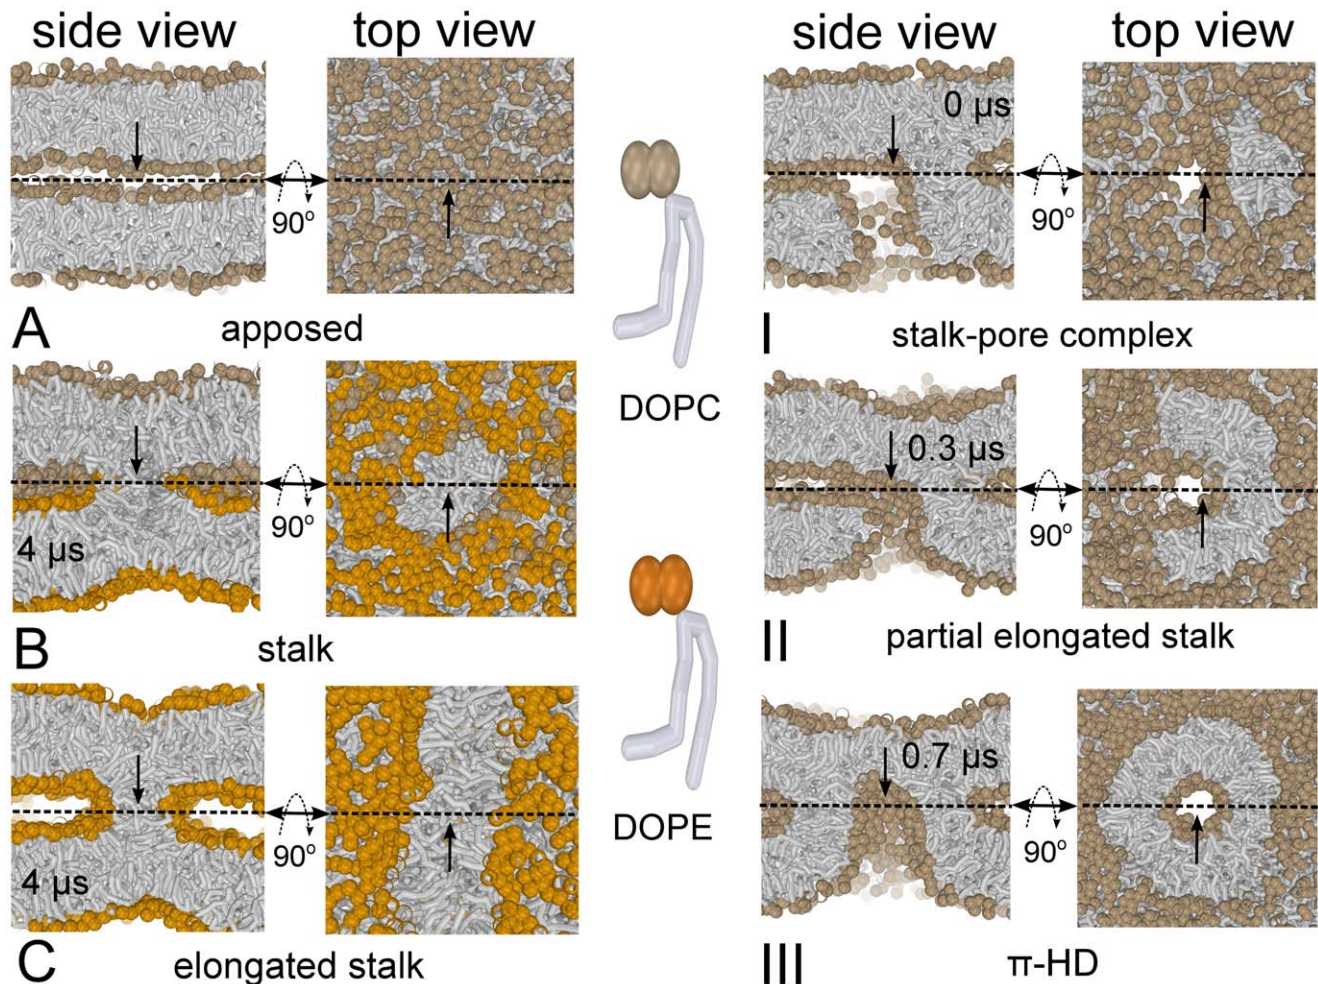 side view
top view
90°
A
apposed
4 µs
90°
B
stalk
4 µs
90°
C
elongated stalk
DOPC
DOPE
side view
top view
0 µs
90°
I
stalk-pore complex
0.3 µs
90°
II
partial elongated stalk
0.7 µs
90°
III
π-HD